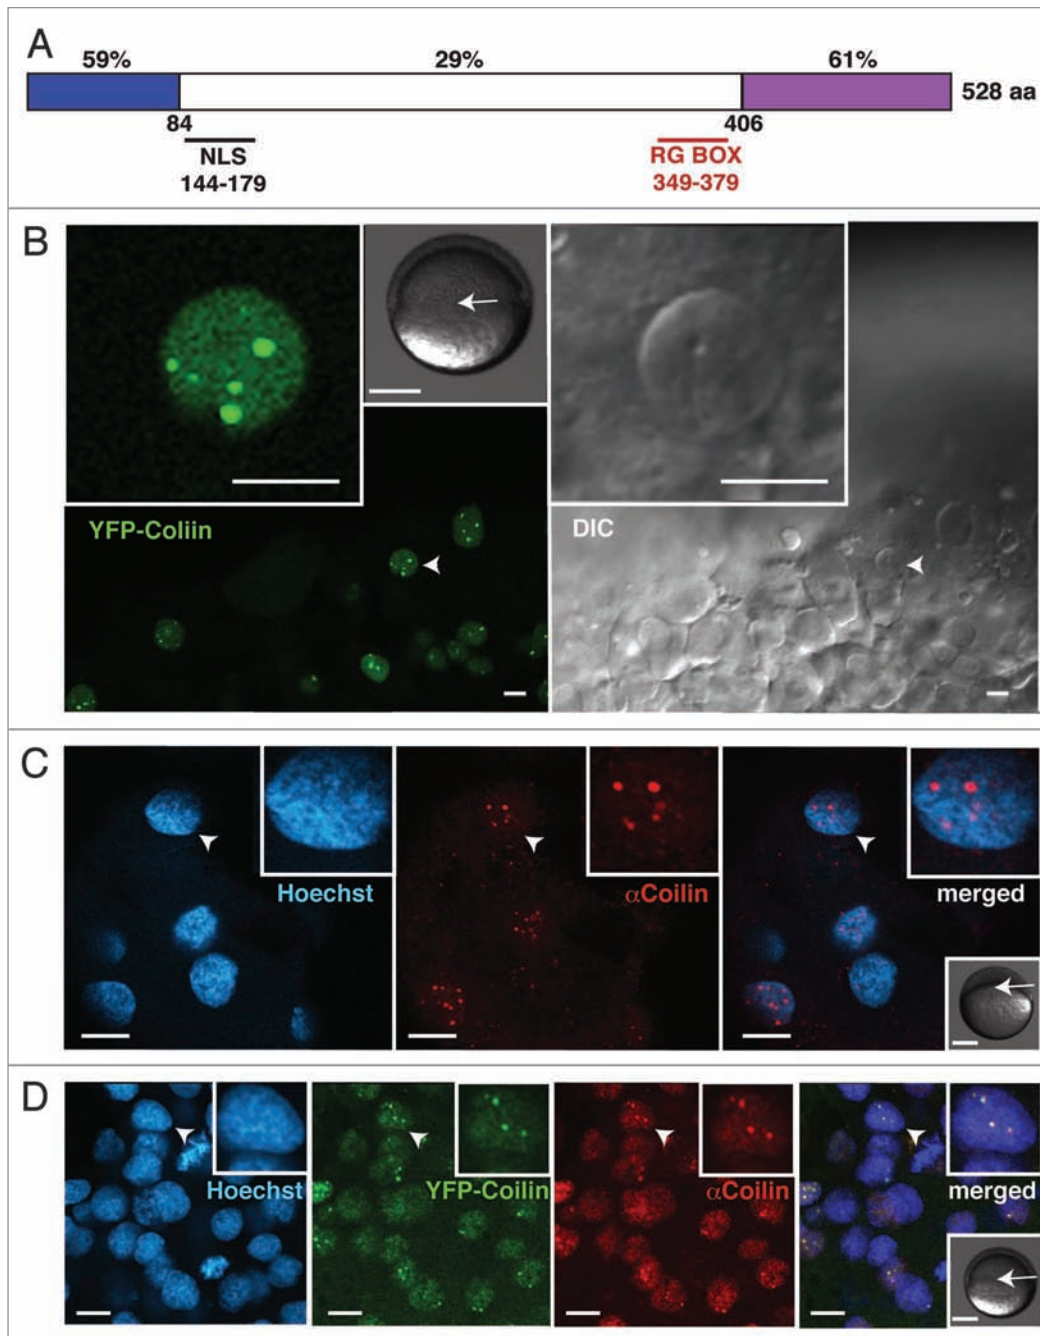 A
59% 29% 61%
528 aa
84 406
NLS RG BOX
144-179 349-379
B
YFP-Coliin DIC
C
Hoechst αCoilin merged
D
Hoechst YFP-Coilin αCoilin merged